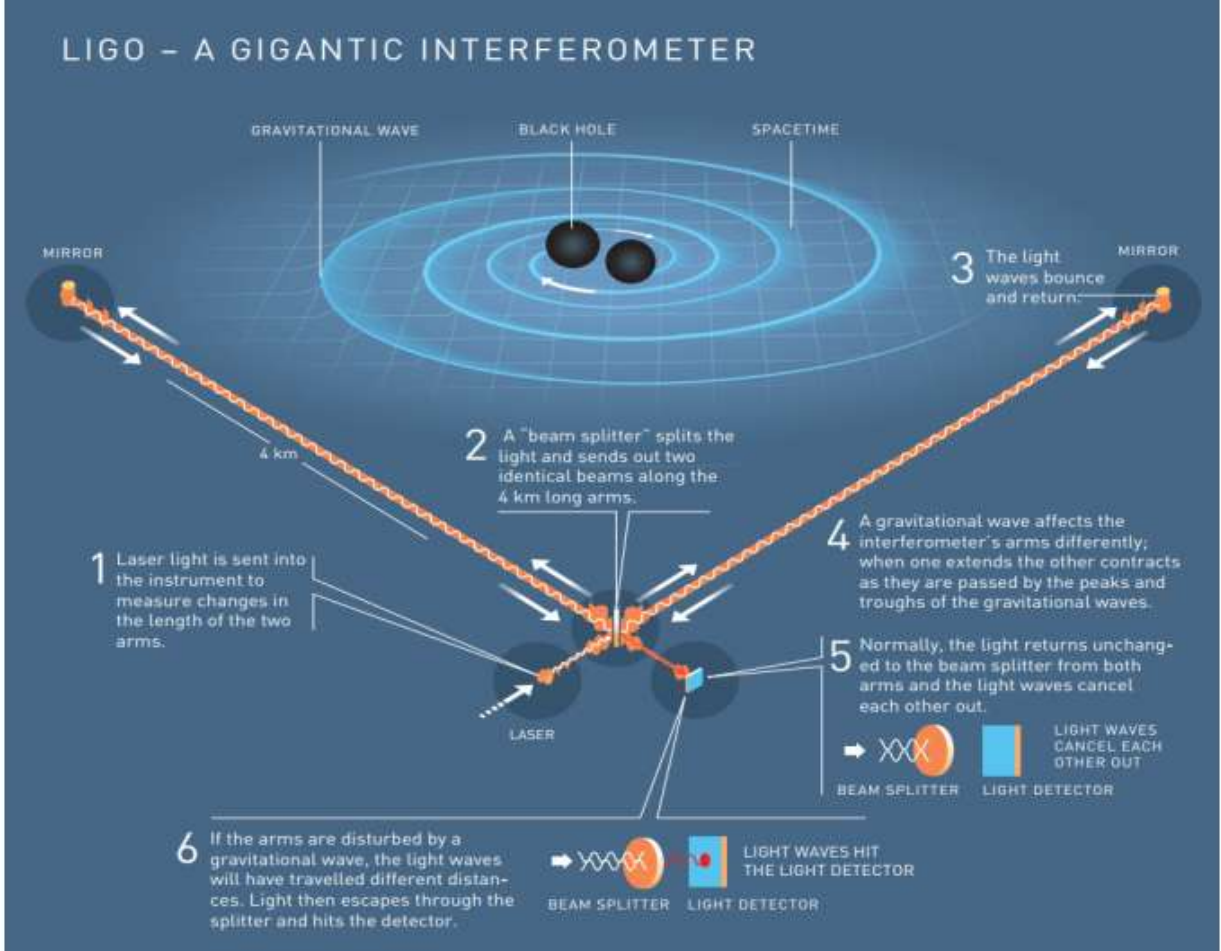 LIGO – A GIGANTIC INTERFEROMETER
GRAVITATIONAL WAVE
BLACK HOLE
SPACETIME
MIRROR
3 The light
waves bounce
and return.
MIRROR
4 km
2 A "beam splitter" splits the
light and sends out two
identical beams along the
4 km long arms.
1 Laser light is sent into
the instrument to
measure changes in
the length of the two
arms.
4 A gravitational wave affects the
interferometer's arms differently;
when one extends the other contracts
as they are passed by the peaks and
troughs of the gravitational waves.
5 Normally, the light returns unchang-
ed to the beam splitter from both
arms and the light waves cancel
each other out.
LASER
LIGHT WAVES
CANCEL EACH
OTHER OUT
BEAM SPLITTER
LIGHT DETECTOR
6 If the arms are disturbed by a
gravitational wave, the light waves
will have travelled different distan-
ces. Light then escapes through the
splitter and hits the detector.
LIGHT WAVES HIT
THE LIGHT DETECTOR
BEAM SPLITTER
LIGHT DETECTOR